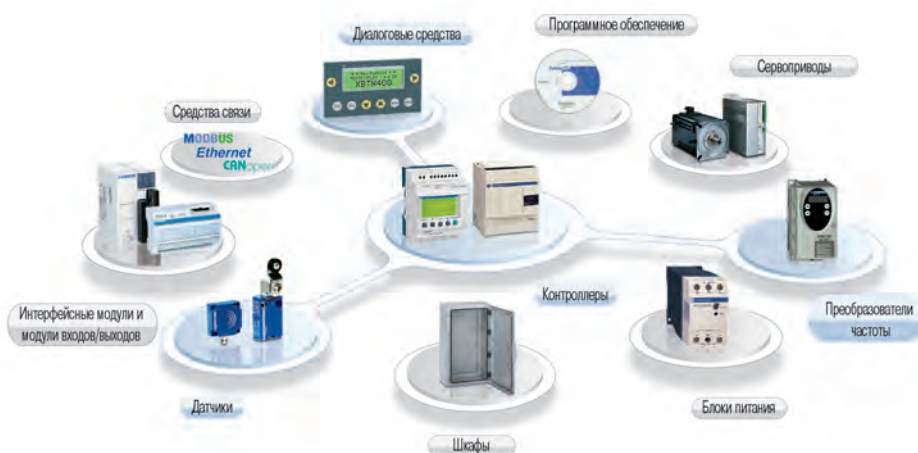 Программное обеспечение
Диалоговые средства
Сервоприводы
XBTN400
Средства связи
MODBUS
Ethernet
CANopen
Контроллеры
Интерфейсные модули и
модули входов/выходов
Преобразователи
частоты
Датчики
Блоки питания
Шкафы